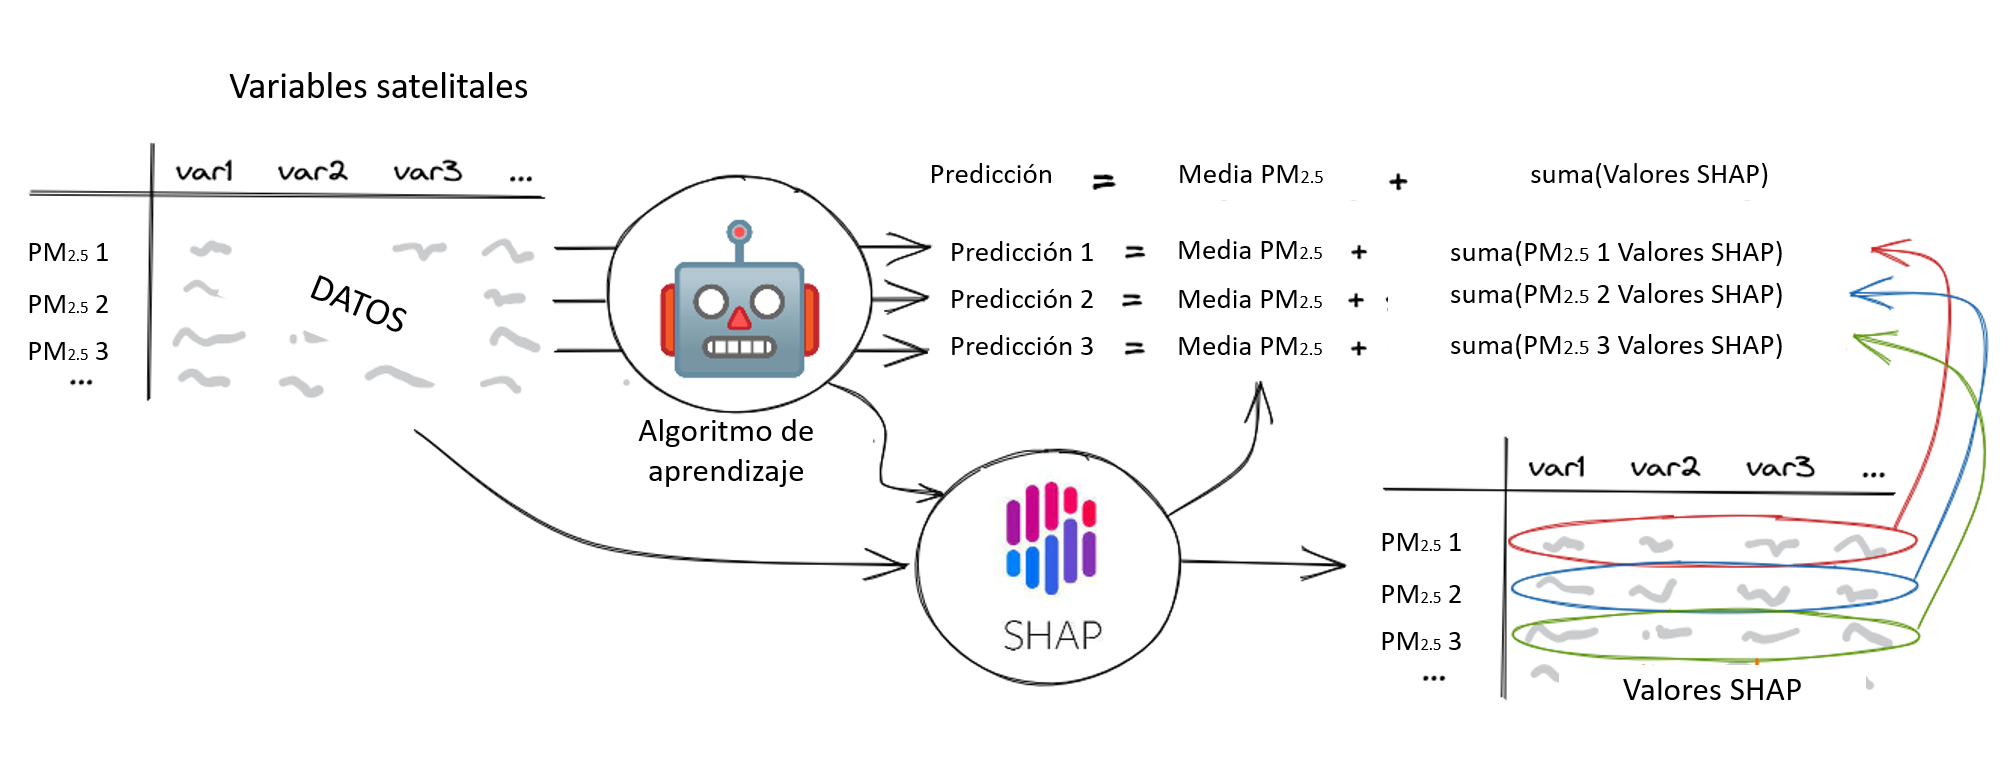 Variables satelitales
var1 var2 var3 ...
PM2.5 1
PM2.5 2
PM2.5 3
...
DATOS
Algoritmo de
aprendizaje
Predicción = Media PM2.5 + suma(Valores SHAP)
Predicción 1 = Media PM2.5 + suma(PM2.5 1 Valores SHAP)
Predicción 2 = Media PM2.5 + suma(PM2.5 2 Valores SHAP)
Predicción 3 = Media PM2.5 + suma(PM2.5 3 Valores SHAP)
SHAP
var1 var2 var3 ...
PM2.5 1
PM2.5 2
PM2.5 3
...
Valores SHAP